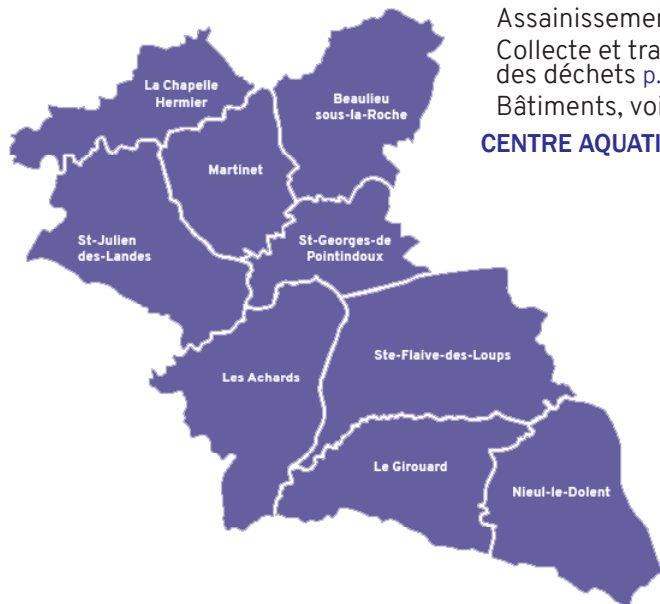 Assainissemen
Collecte et tra
des déchets p.
Bâtiments, voi
CENTRE AQUATI
La Chapelle
Hermier
Beaulieu
sous-la-Roche
Martinet
St-Julien
des-Landes
St-Georges-de
Pointindoux
Ste-Flaive-des-Loups
Les Achards
Le Girouard
Nieul-le-Dolent